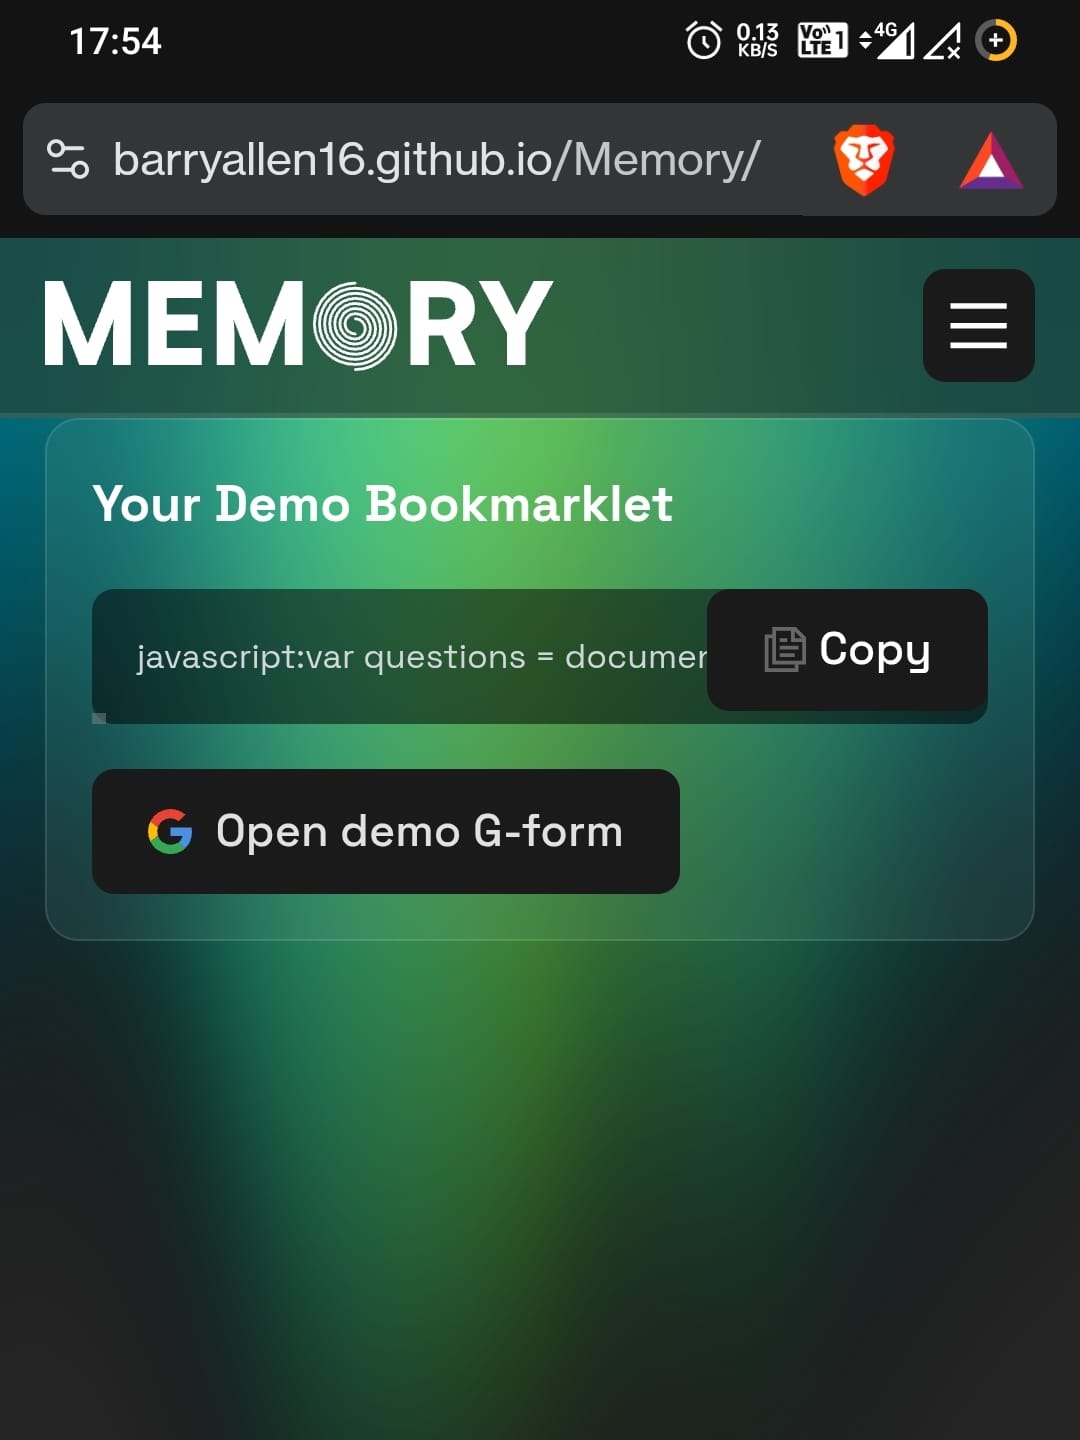 17:54
0.13
KB/S
Vo))
LTE 1
4G
barryallen16.github.io/Memory/
MEMORY
Your Demo Bookmarklet
javascript:var questions = documer
Copy
Open demo G-form